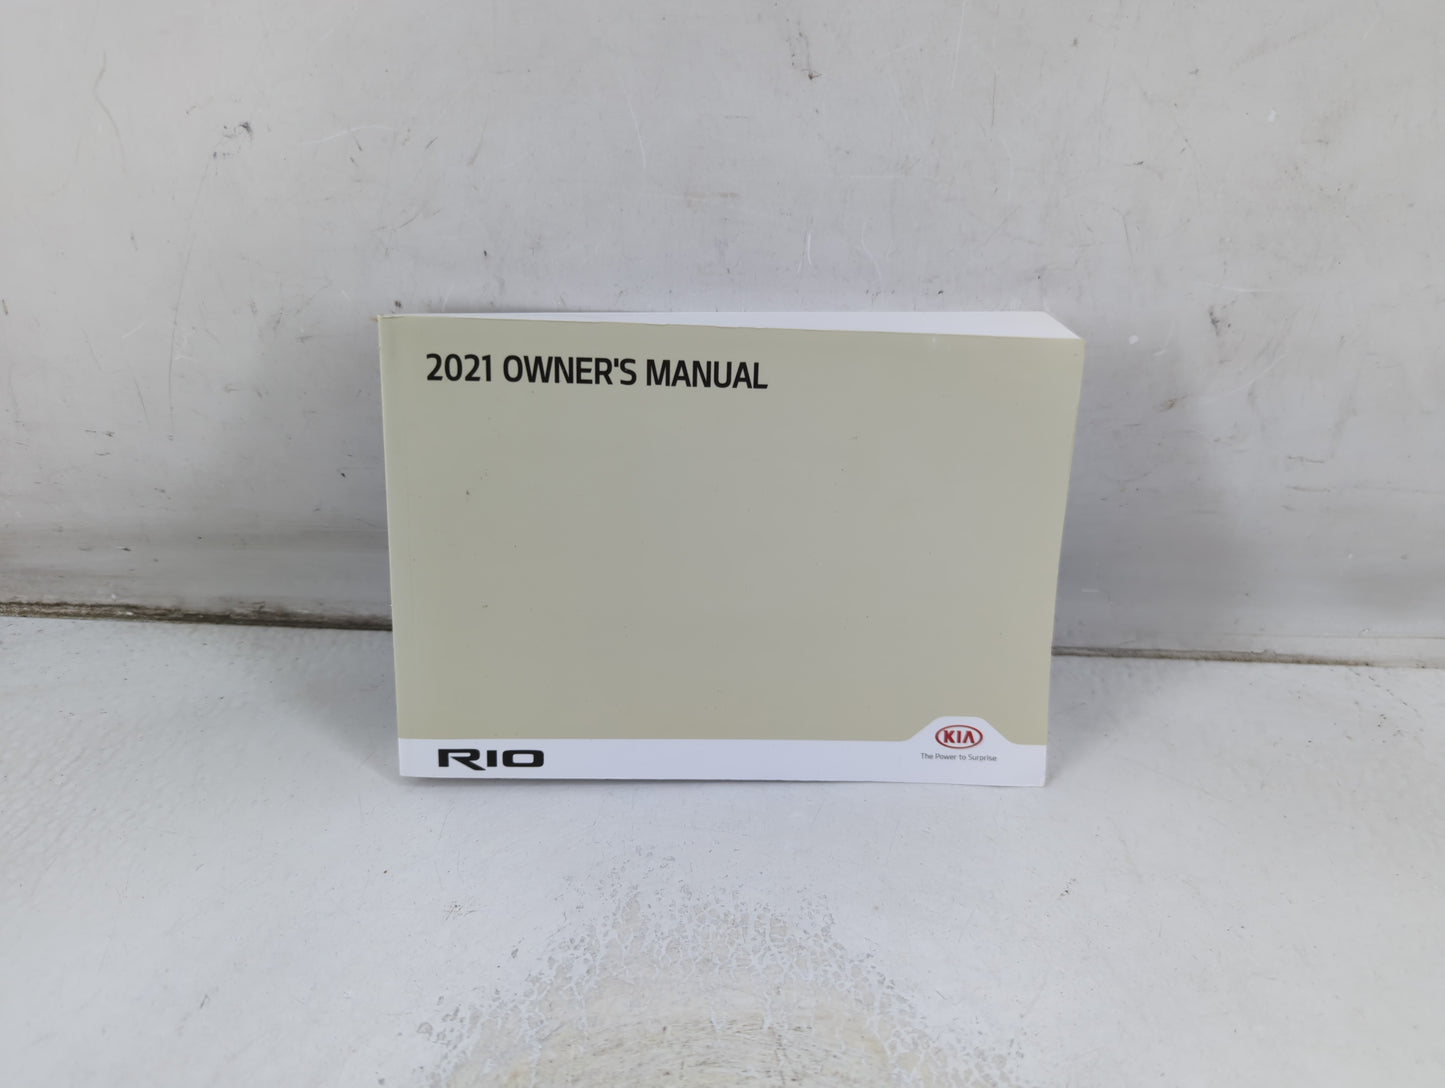 2021 OWNER'S MANUAL
RIO
KIA
The Power to Surprise